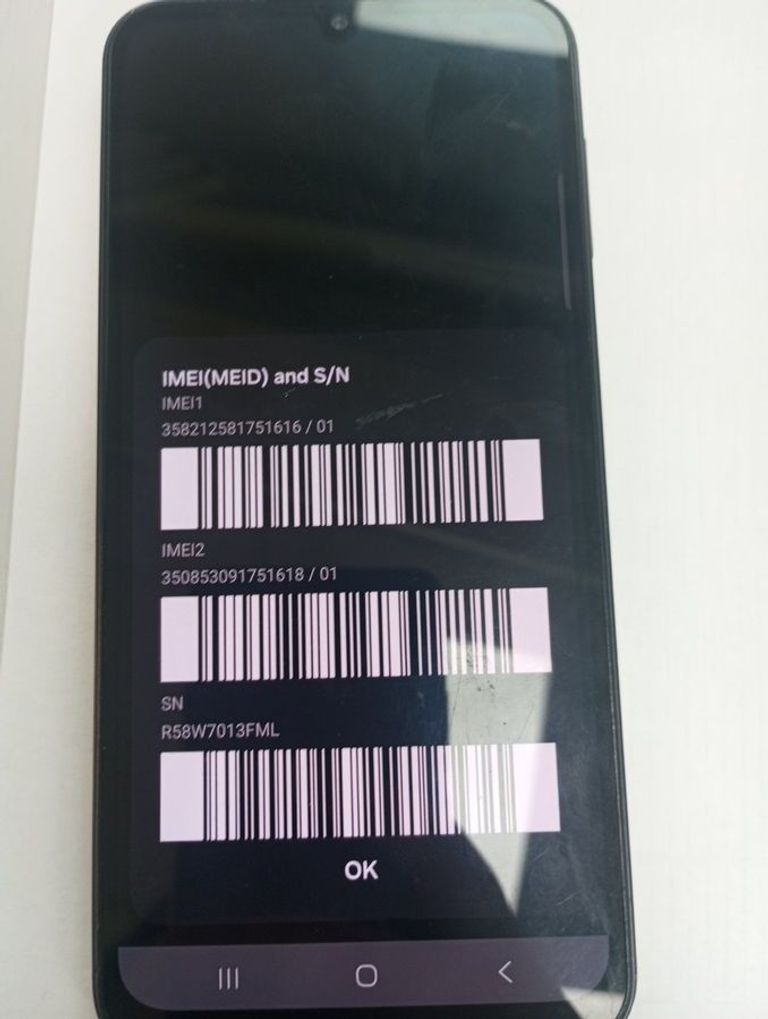 IMEI(MEID) and S/N
IMEI1
358212581751616 / 01
IMEI2
350853091751618 / 01
SN
R58W7013FML
OK